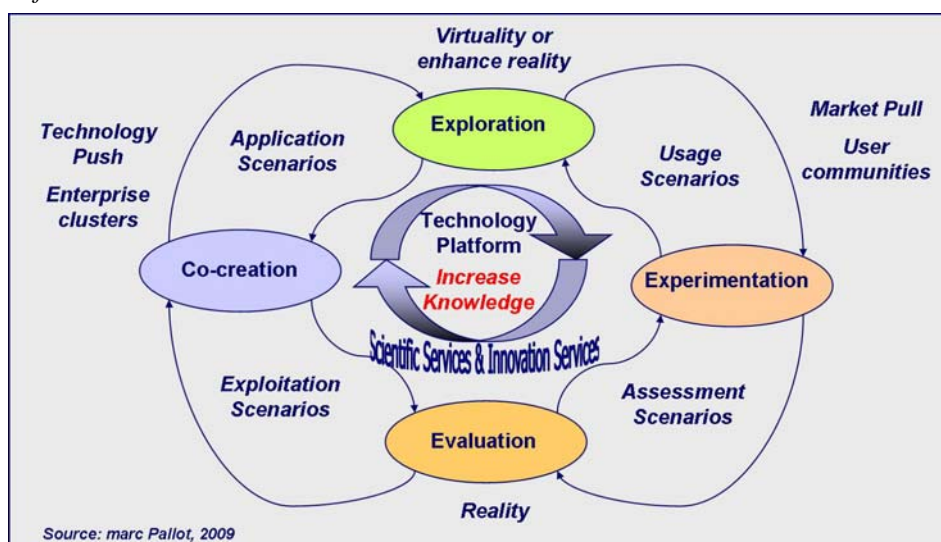 Virtuality or
enhance reality
Exploration
Market Pull
User
communities
Technology
Push
Enterprise
clusters
Application
Scenarios
Usage
Scenarios
Technology
Platform
Increase
Knowledge
Co-creation
Experimentation
Scientific Services & Innovation Services
Exploitation
Scenarios
Assessment
Scenarios
Evaluation
Reality
Source: marc Pallot, 2009